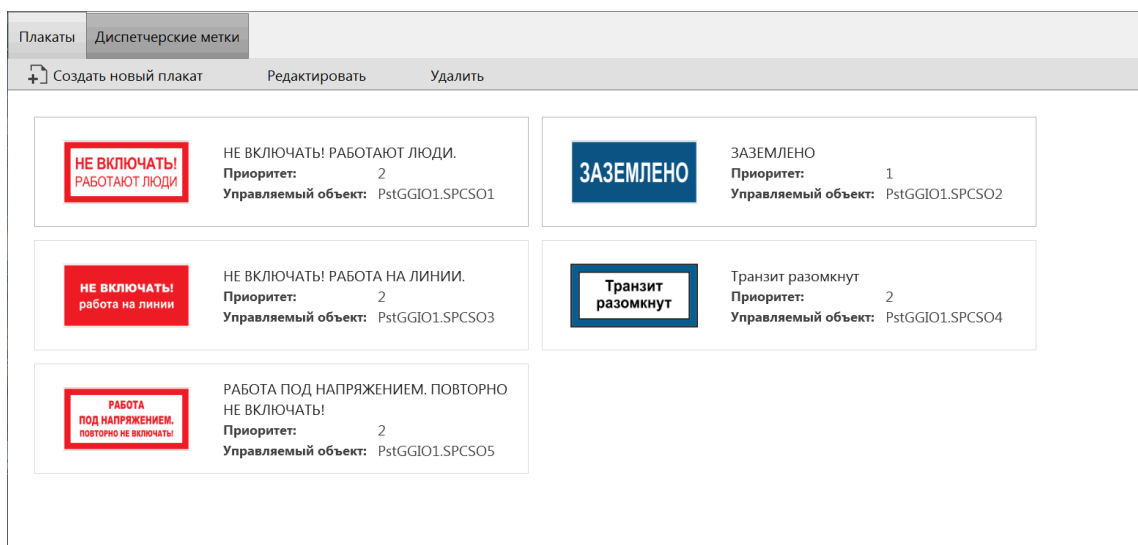 Плакаты Диспетчерские метки
Создать новый плакат Редактировать Удалить
НЕ ВКЛЮЧАТЬ!
РАБОТАЮТ ЛЮДИ
НЕ ВКЛЮЧАТЬ! РАБОТАЮТ ЛЮДИ.
Приоритет: 2
Управляемый объект: PstGGIO1.SPCSO1
ЗАЗЕМЛЕНО
ЗАЗЕМЛЕНО
Приоритет: 1
Управляемый объект: PstGGIO1.SPCSO2
НЕ ВКЛЮЧАТЬ!
работа на линии
НЕ ВКЛЮЧАТЬ! РАБОТА НА ЛИНИИ.
Приоритет: 2
Управляемый объект: PstGGIO1.SPCSO3
Транзит
разомкнут
Транзит разомкнут
Приоритет: 2
Управляемый объект: PstGGIO1.SPCSO4
РАБОТА
ПОД НАПРЯЖЕНИЕМ.
ПОВТОРНО НЕ ВКЛЮЧАТЬ!
РАБОТА ПОД НАПРЯЖЕНИЕМ. ПОВТОРНО
НЕ ВКЛЮЧАТЬ!
Приоритет: 2
Управляемый объект: PstGGIO1.SPCSO5